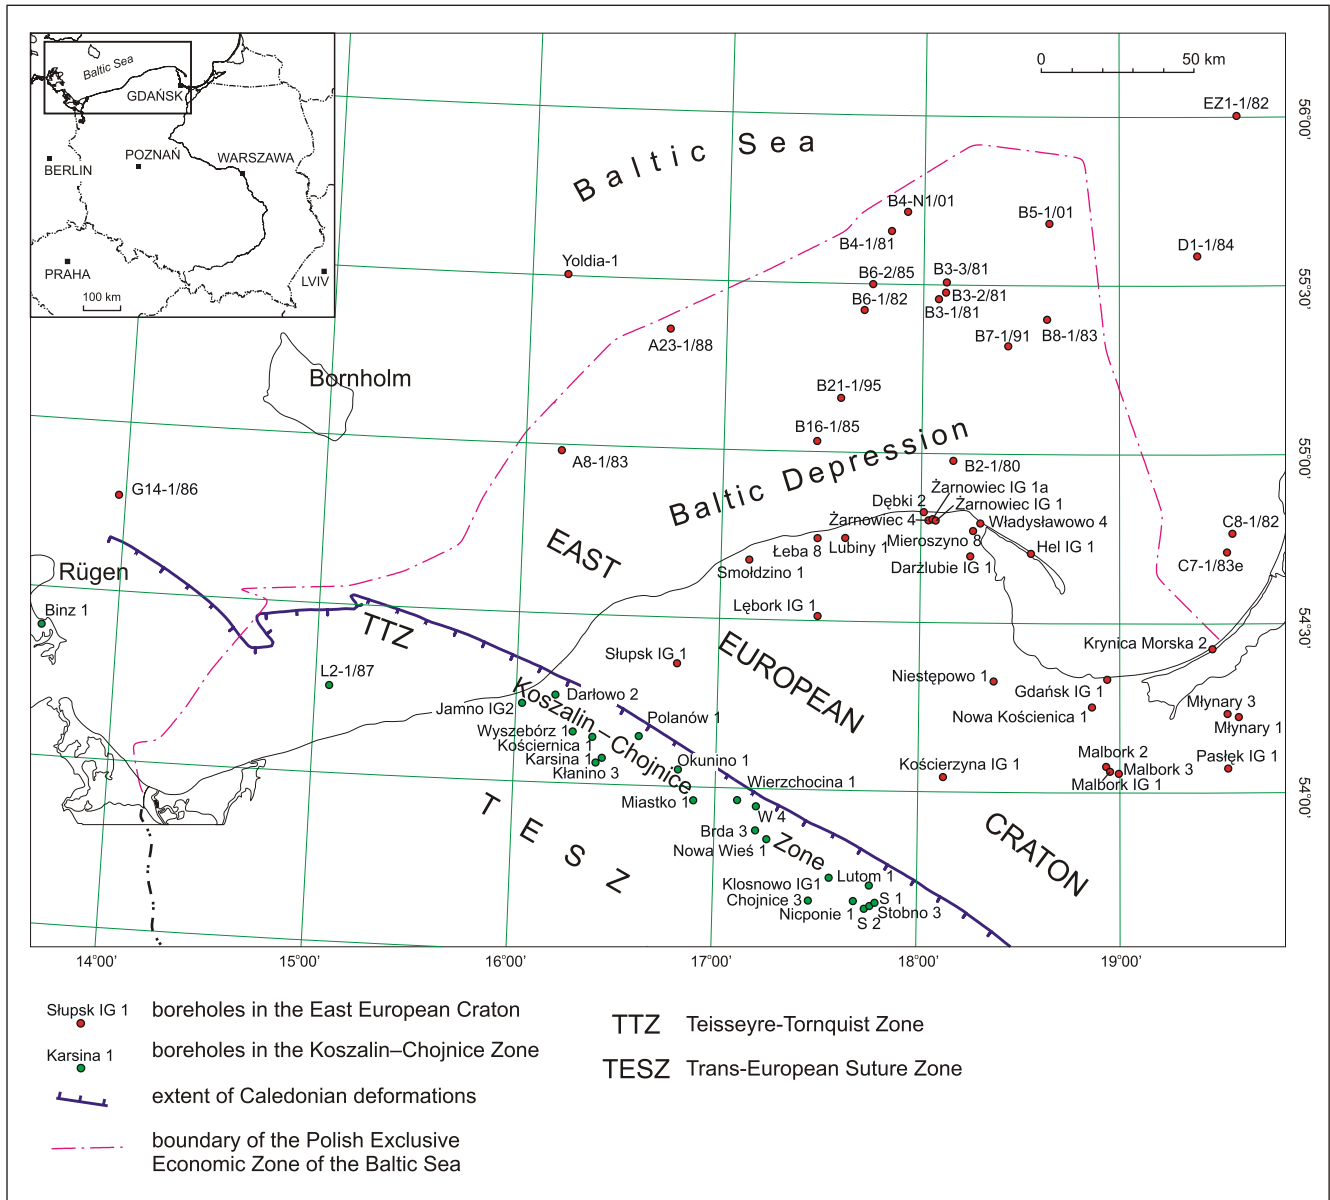 Baltic Sea
GDAŃSK
BERLIN
POZNAŃ
WARSZAWA
PRAHA
LVIV
100 km
0 50 km
EZ1-1/82
56°00'
Baltic Sea
B4-N1/01
B5-1/01
B4-1/81
D1-1/84
Yoldia-1
B6-2/85
B3-3/81
B6-1/82
B3-2/81
B3-1/81
55°30'
A23-1/88
B7-1/91
B8-1/83
Bornholm
B21-1/95
B16-1/85
Baltic Depression
55°00'
A8-1/83
B2-1/80
G14-1/86
Żarnowiec IG 1a
Dębki 2
Żarnowiec IG 1
Żarnowiec 4
Władysławowo 4
C8-1/82
Mieroszyno 8
Łeba 8
Lubiny 1
Hel IG 1
EAST
Smołdzino 1
Darżlubie IG 1
C7-1/83e
Rügen
Binz 1
Lębork IG 1
TTZ
54°30'
EUROPEAN
Krynica Morska 2
Słupsk IG 1
L2-1/87
Niestępowo 1
Gdańsk IG 1
Koszalin–Chojnice
Darłowo 2
Jamno IG2
Nowa Kościenica 1
Młynary 3
Młynary 1
Polanów 1
Wyszebórz 1
Kościernica 1
Karsina 1
Kłanino 3
Okunino 1
Malbork 2
Pasłęk IG 1
Kościerzyna IG 1
Malbork 3
Malbork IG 1
Wierzchocina 1
54°00'
Miastko 1
W 4
TESZ
Brda 3
Nowa Wieś 1
Zone
CRATON
Klosnowo IG1
Lutom 1
Chojnice 3
S 1
Nicponie 1
Stobno 3
S 2
14°00' 15°00' 16°00' 17°00' 18°00' 19°00'
Słupsk IG 1 boreholes in the East European Craton
Karsina 1 boreholes in the Koszalin–Chojnice Zone
extent of Caledonian deformations
boundary of the Polish Exclusive
Economic Zone of the Baltic Sea
TTZ Teisseyre-Tornquist Zone
TESZ Trans-European Suture Zone